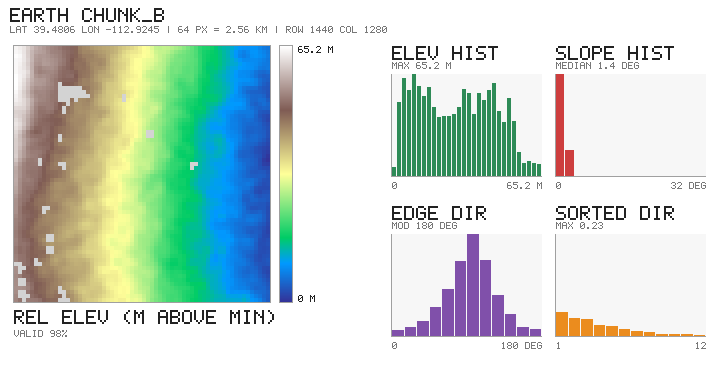 EARTH CHUNK_B
LAT 39.4806 LON -112.9245 | 64 PX = 2.56 KM | ROW 1440 COL 1280
65.2 M
0 M
REL ELEV (M ABOVE MIN)
VALID 98%
ELEV HIST
MAX 65.2 M
0 65.2 M
SLOPE HIST
MEDIAN 1.4 DEG
0 32 DEG
EDGE DIR
MOD 180 DEG
0 180 DEG
SORTED DIR
MAX 0.23
1 12